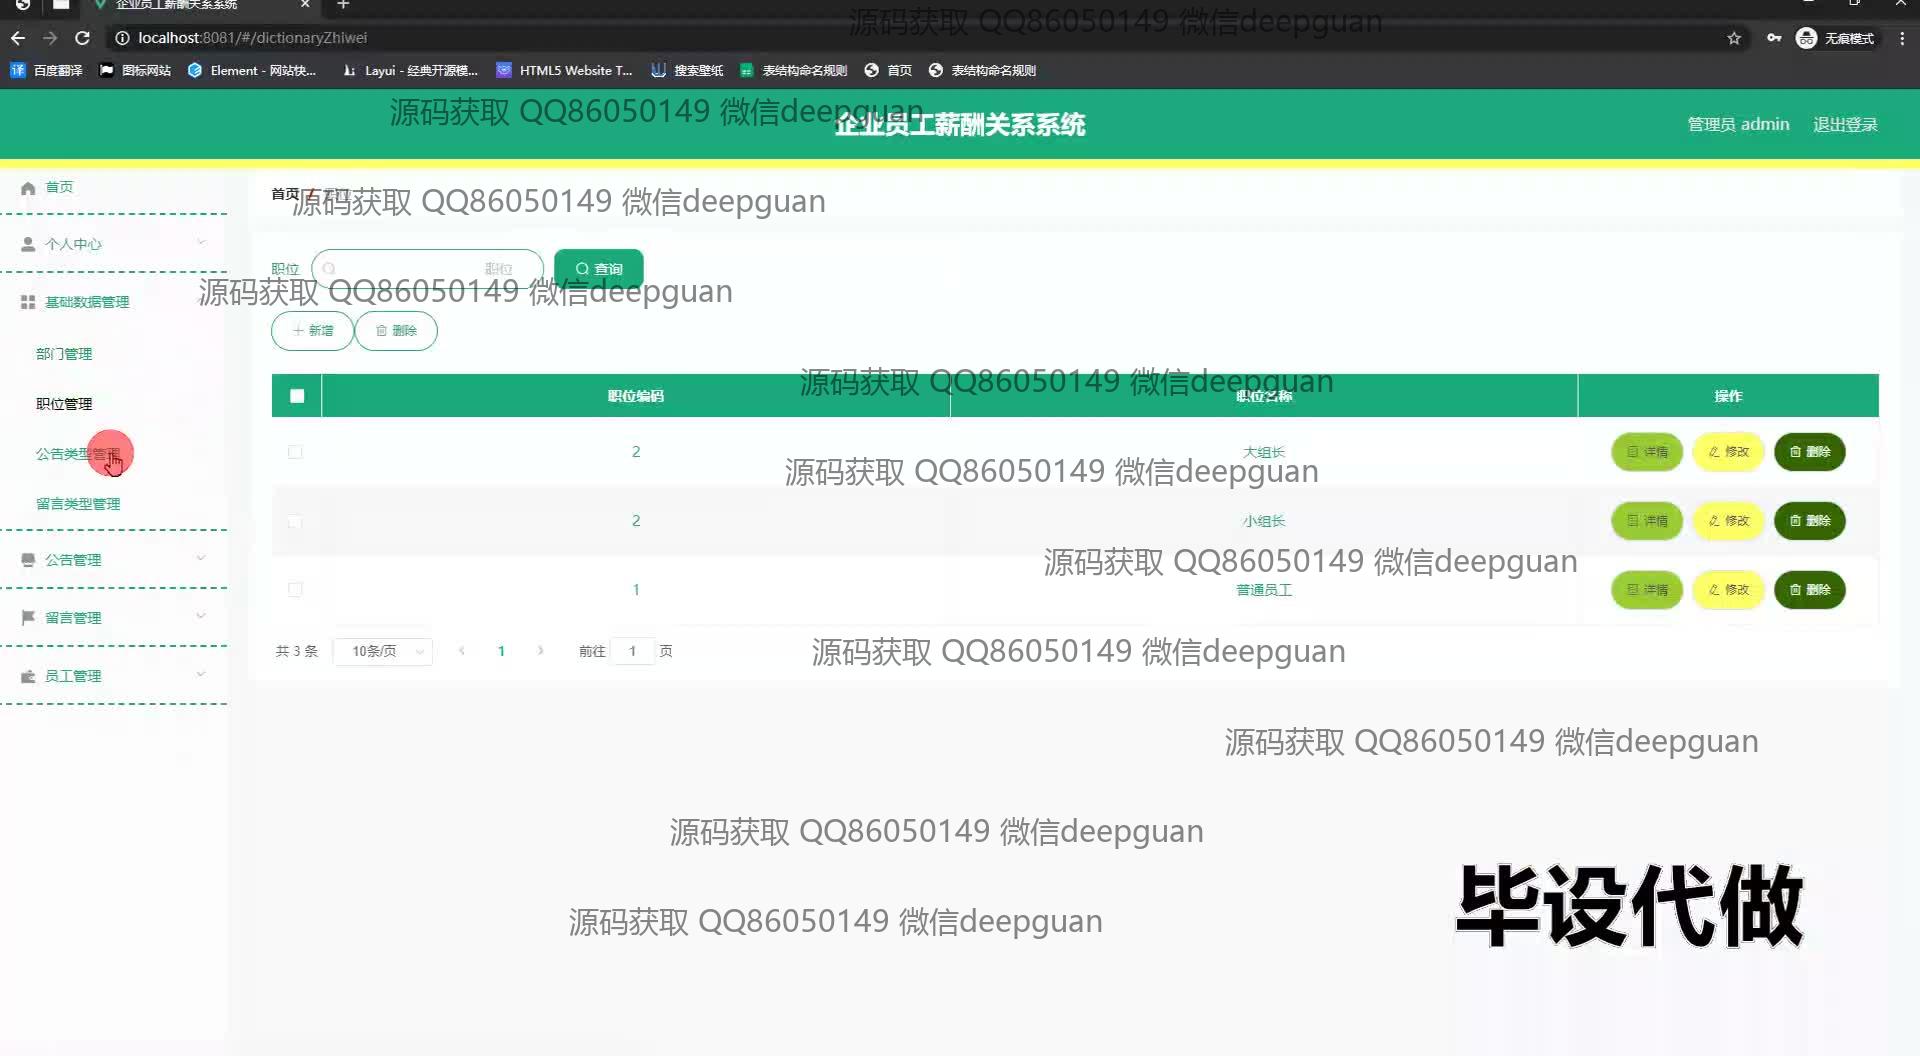 企业员工薪酬关系系统
源码获取 QQ86050149 微信deepguan
localhost:8081/#/dictionaryZhiwei
无痕模式
百度翻译
图标网站
Element - 网站快...
Layui - 经典开源模...
HTML5 Website T...
搜索壁纸
表结构命名规则
首页
表结构命名规则
源码获取 QQ86050149 微信deepguan
企业员工薪酬关系系统
管理员 admin
退出登录
首页
个人中心
基础数据管理
部门管理
职位管理
公告类型管理
留言类型管理
公告管理
留言管理
员工管理
首页 / 职位
源码获取 QQ86050149 微信deepguan
职位
职位
查询
源码获取 QQ86050149 微信deepguan
新增
删除
源码获取 QQ86050149 微信deepguan
职位编码 职位名称 操作
2 大组长 详情 修改 删除
源码获取 QQ86050149 微信deepguan
2 小组长 详情 修改 删除
源码获取 QQ86050149 微信deepguan
1 普通员工 详情 修改 删除
共 3 条 10条/页 1 前往 1 页
源码获取 QQ86050149 微信deepguan
源码获取 QQ86050149 微信deepguan
源码获取 QQ86050149 微信deepguan
毕设代做
源码获取 QQ86050149 微信deepguan